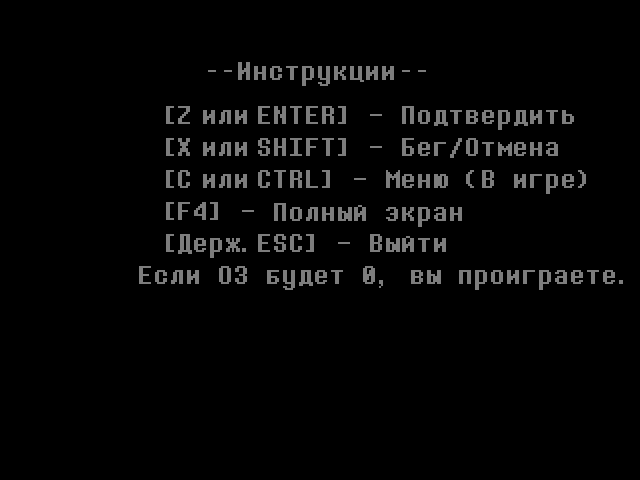 --Инструкции--
[Z или ENTER] - Подтвердить
[X или SHIFT] - Бег/Отмена
[C или CTRL] - Меню (В игре)
[F4] - Полный экран
[Держ. ESC] - Выйти
Если ОЗ будет 0, вы проиграете.